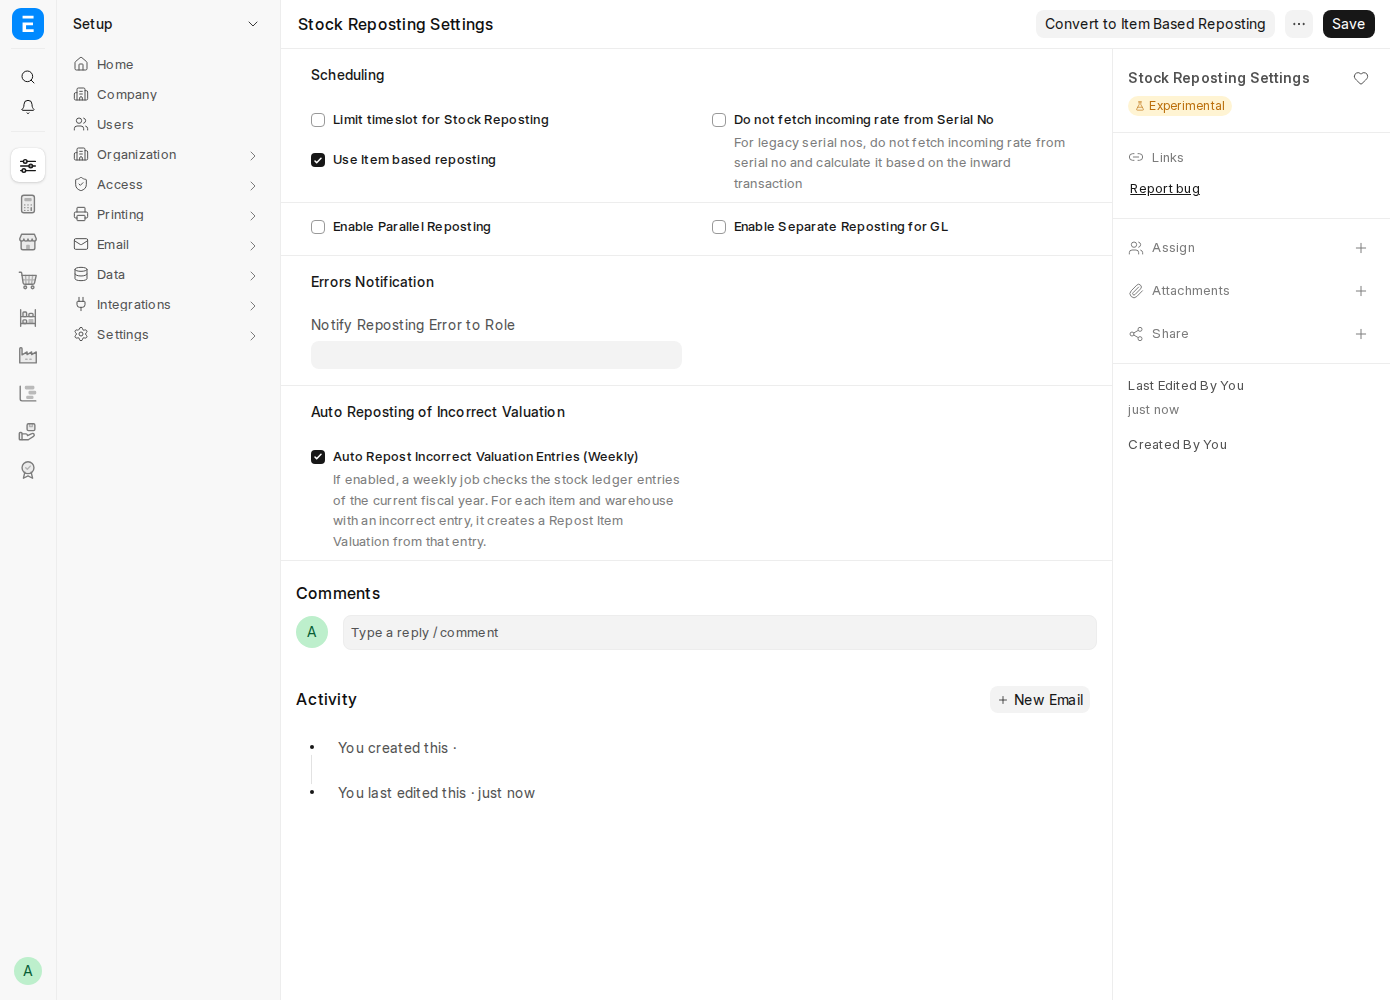 Setup
Home
Company
Users
Organization
Access
Printing
Email
Data
Integrations
Settings
A
Stock Reposting Settings
Convert to Item Based Reposting
Save
Scheduling
Limit timeslot for Stock Reposting
Use Item based reposting
Do not fetch incoming rate from Serial No
For legacy serial nos, do not fetch incoming rate from
serial no and calculate it based on the inward
transaction
Enable Parallel Reposting
Enable Separate Reposting for GL
Errors Notification
Notify Reposting Error to Role
Auto Reposting of Incorrect Valuation
Auto Repost Incorrect Valuation Entries (Weekly)
If enabled, a weekly job checks the stock ledger entries
of the current fiscal year. For each item and warehouse
with an incorrect entry, it creates a Repost Item
Valuation from that entry.
Comments
A
Type a reply / comment
Activity
New Email
You created this ·
You last edited this · just now
Stock Reposting Settings
Experimental
Links
Report bug
Assign
Attachments
Share
Last Edited By You
just now
Created By You